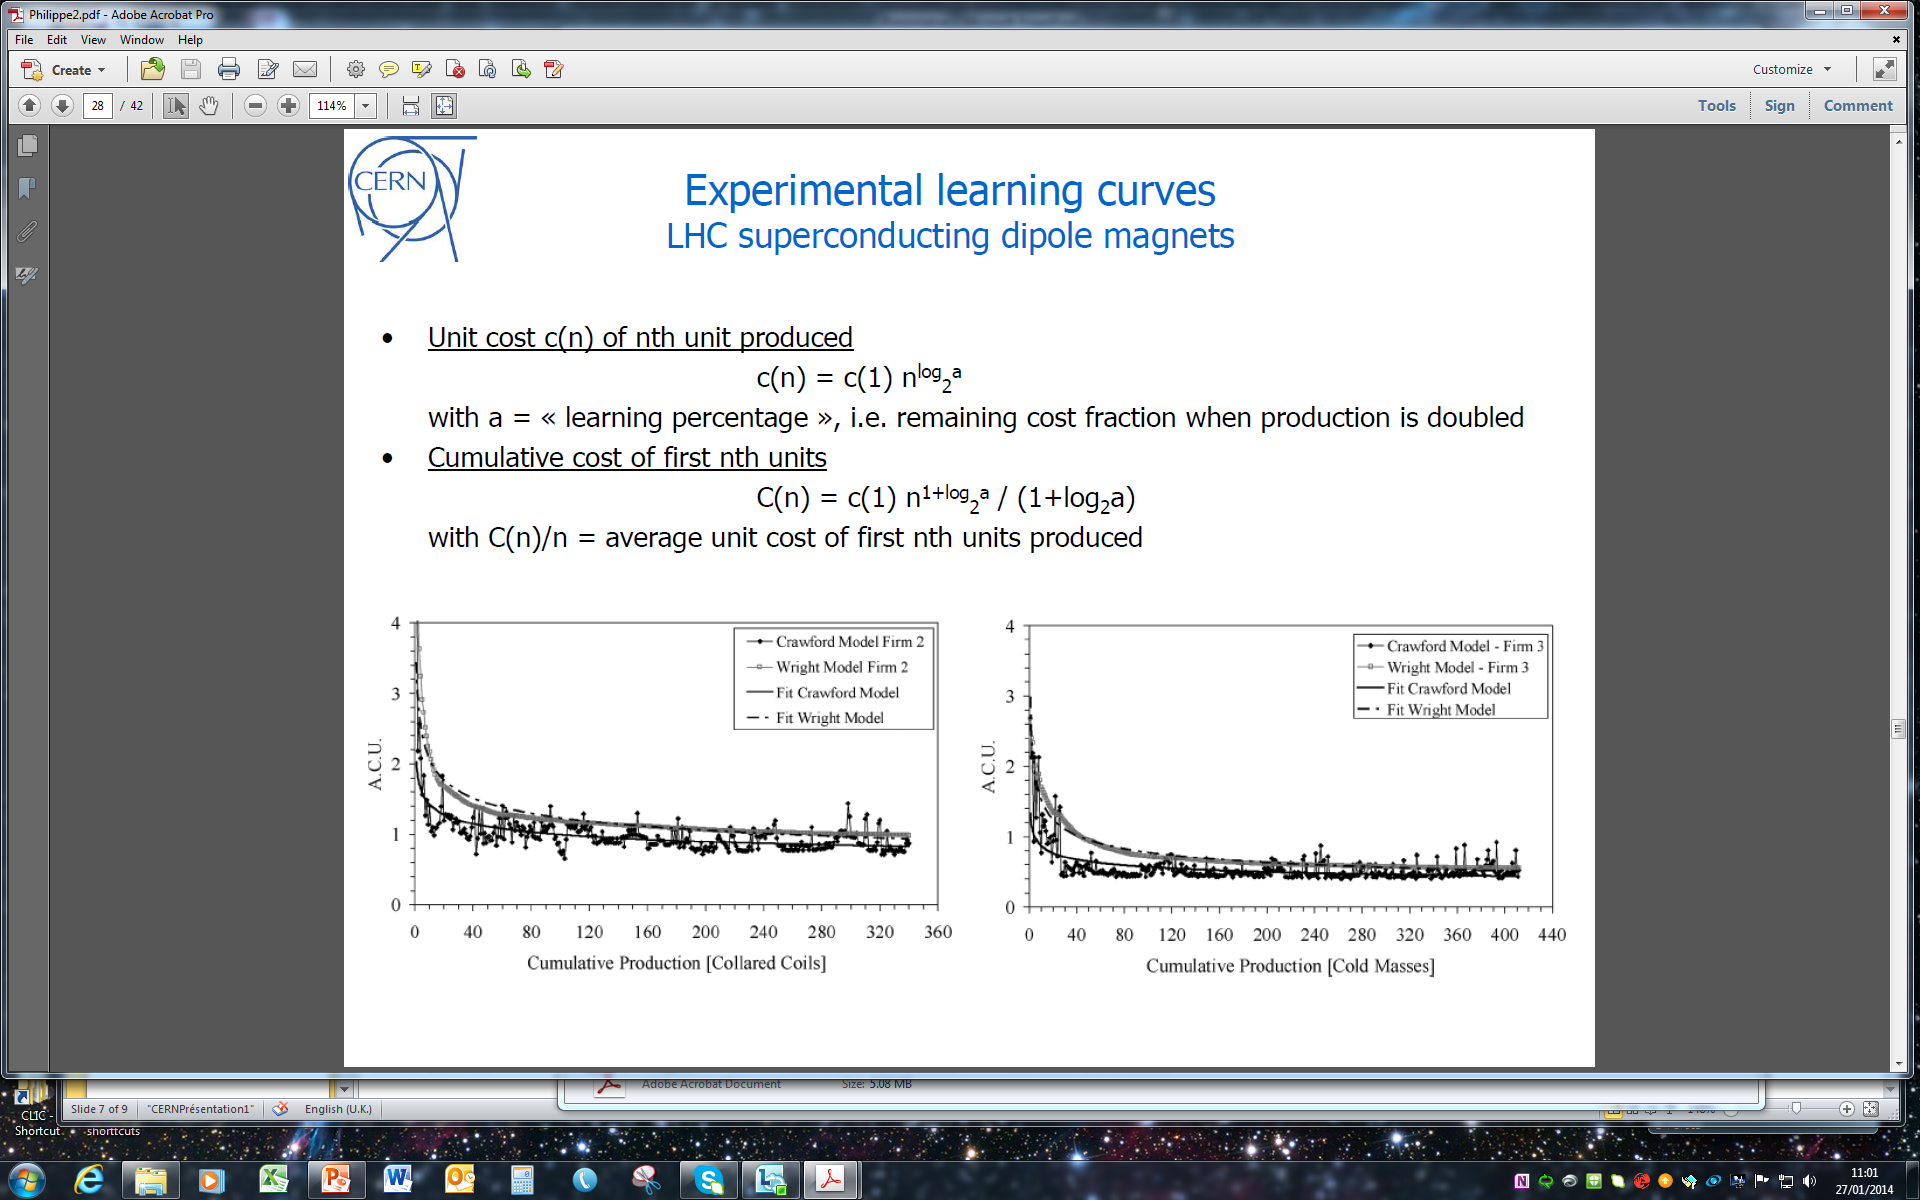 Philippe2.pdf - Adobe Acrobat Pro
File Edit View Window Help
Create
Customize
28 / 42
114%
Tools Sign Comment
CERN
Experimental learning curves
LHC superconducting dipole magnets
• Unit cost c(n) of nth unit produced
c(n) = c(1) n^log₂a
with a = « learning percentage », i.e. remaining cost fraction when production is doubled
• Cumulative cost of first nth units
C(n) = c(1) n^1+log₂a / (1+log₂a)
with C(n)/n = average unit cost of first nth units produced
4
3
2
1
0
A.C.U.
Crawford Model Firm 2
Wright Model Firm 2
Fit Crawford Model
Fit Wright Model
0 40 80 120 160 200 240 280 320 360
Cumulative Production [Collared Coils]
4
3
2
1
0
A.C.U.
Crawford Model - Firm 3
Wright Model - Firm 3
Fit Crawford Model
Fit Wright Model
0 40 80 120 160 200 240 280 320 360 400 440
Cumulative Production [Cold Masses]
Adobe Acrobat Document Size: 5.08 MB
Slide 7 of 9 "CERNPrésentation1" English (U.K.)
CLIC -
Shortcut
shortcuts
11:01
27/01/2014